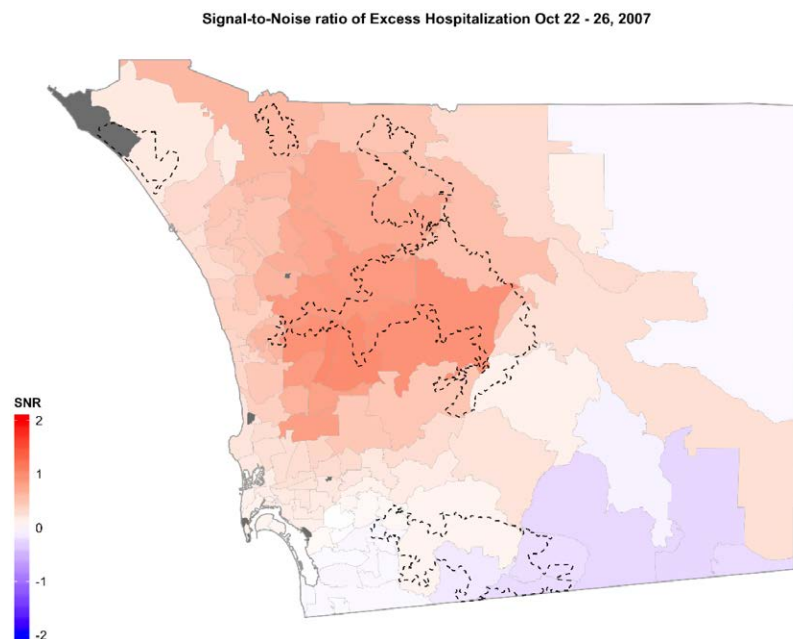 Signal-to-Noise ratio of Excess Hospitalization Oct 22 - 26, 2007
SNR
2
1
0
-1
-2